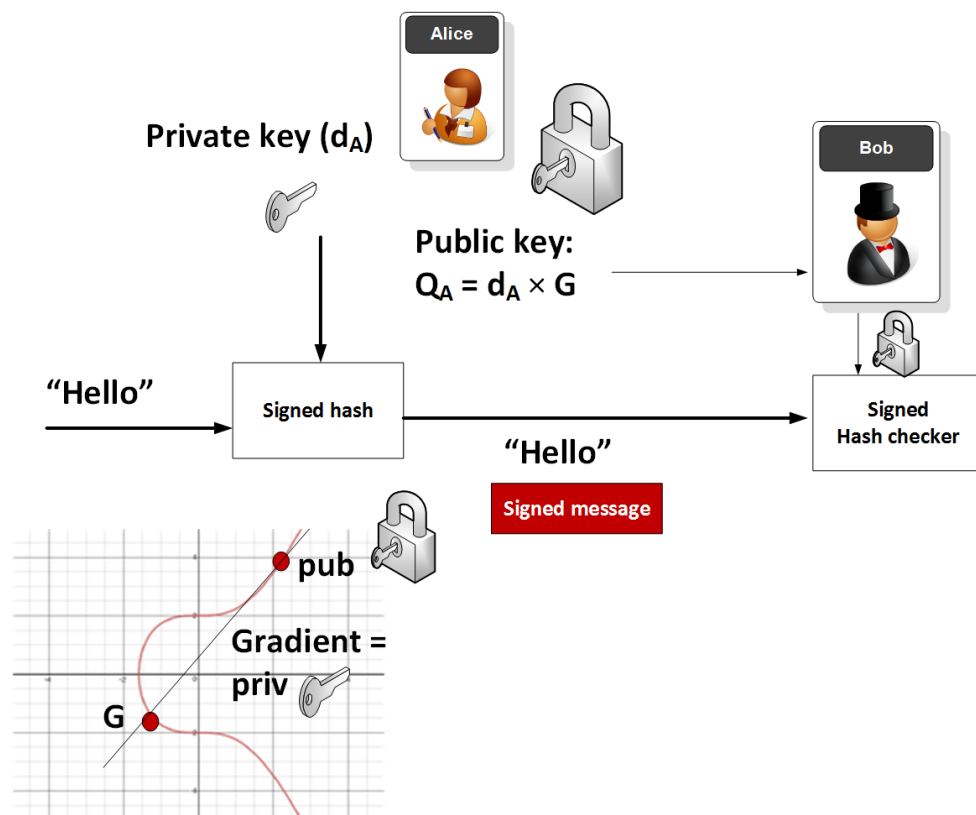 Alice
Private key (dA)
Bob
Public key:
QA = dA × G
“Hello”
Signed hash
Signed
Hash checker
“Hello”
Signed message
pub
Gradient =
priv
G